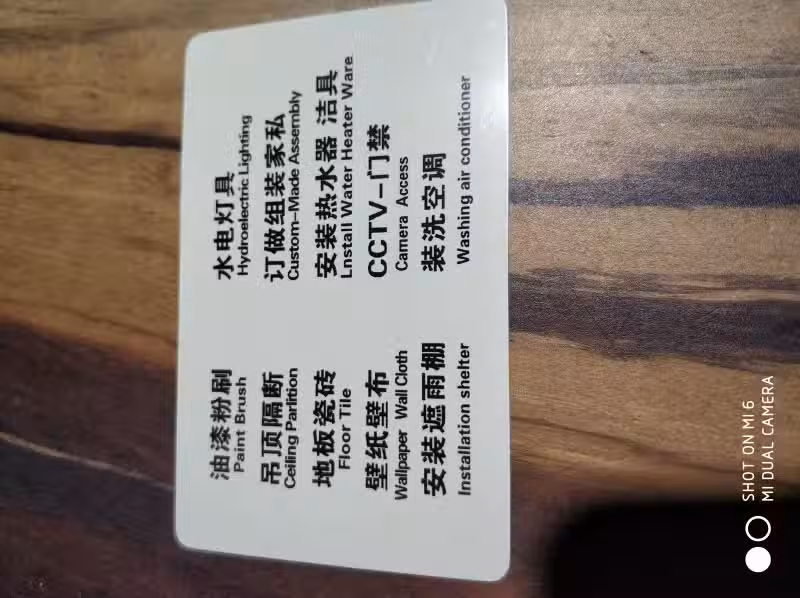 油漆粉刷
Paint Brush
吊顶隔断
Ceiling Parlition
地板瓷砖
Floor Tile
壁纸壁布
Wallpaper Wall Cloth
安装遮雨棚
Installation shelter
水电灯具
Hydroelectric Lighting
订做组装家私
Custom-Made Assembly
安装热水器 洁具
Lnstall Water Heater Ware
CCTV-门禁
Camera Access
装洗空调
Washing air conditioner
SHOT ON MI 6
MI DUAL CAMERA